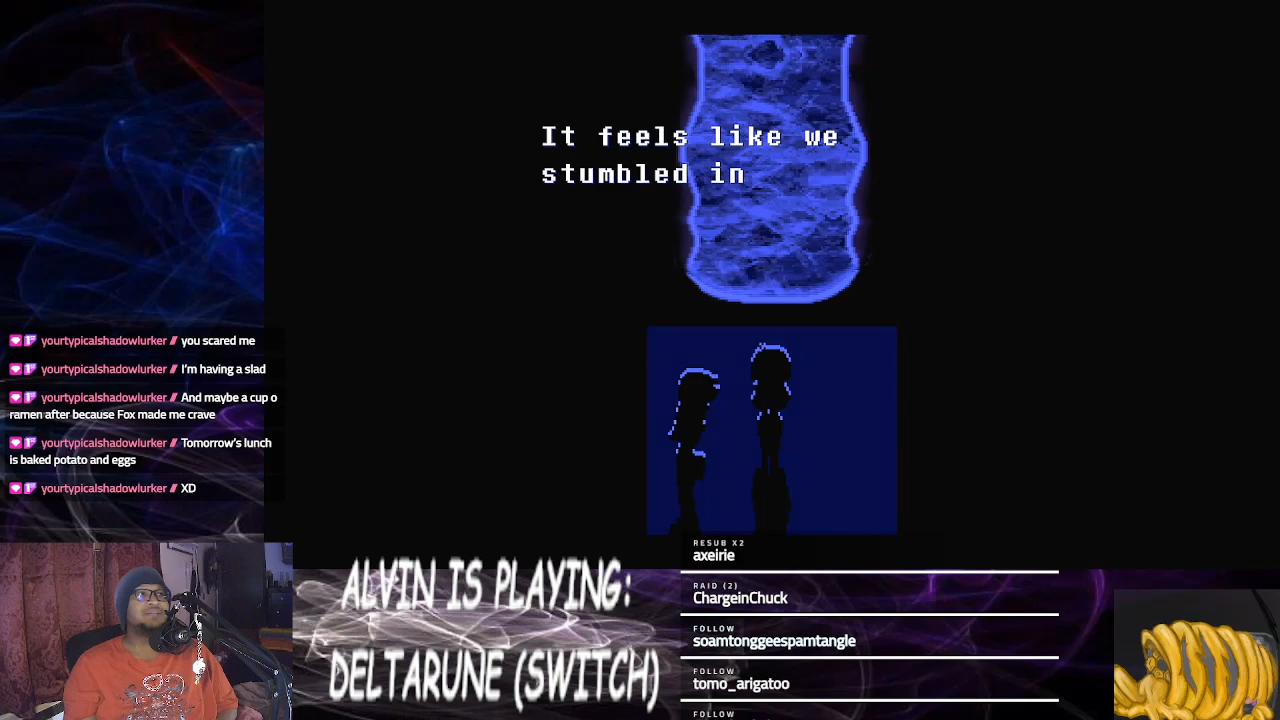 It feels like we
stumbled in
yourtypicalshadowlurker // you scared me
yourtypicalshadowlurker // I'm having a slad
yourtypicalshadowlurker // And maybe a cup o
ramen after because Fox made me crave
yourtypicalshadowlurker // Tomorrow's lunch
is baked potato and eggs
yourtypicalshadowlurker // XD
ALVIN IS PLAYING:
DELTARUNE (SWITCH)
RESUB X2
axeirie
RAID (2)
ChargeinChuck
FOLLOW
soamtonggeespamtangle
FOLLOW
tomo_arigatoo
FOLLOW